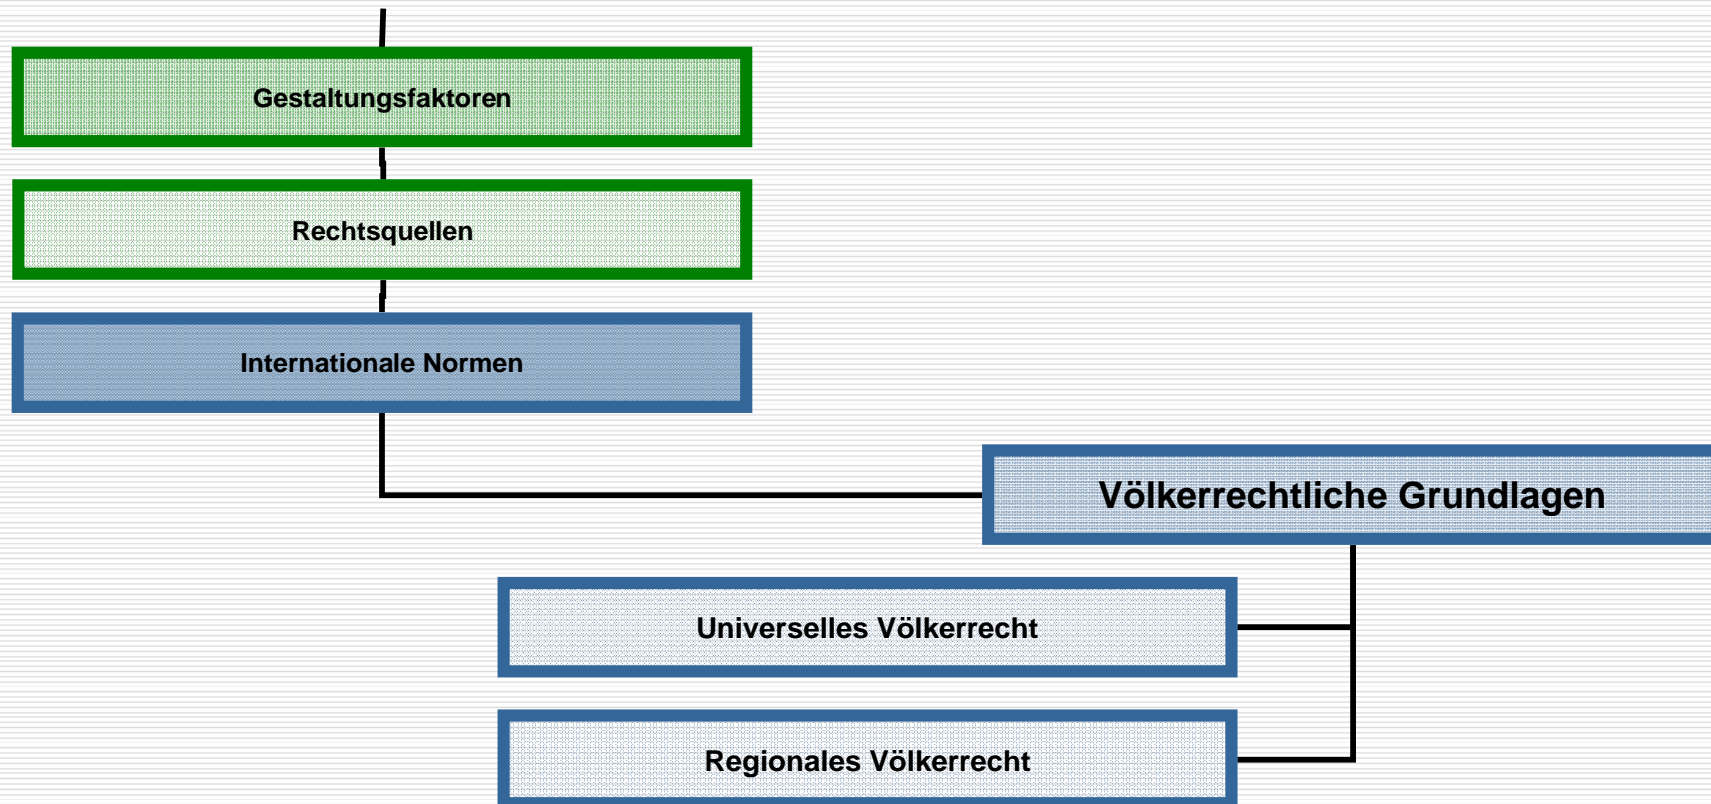 Gestaltungsfaktoren
Rechtsquellen
Internationale Normen
Völkerrechtliche Grundlagen
Universelles Völkerrecht
Regionales Völkerrecht